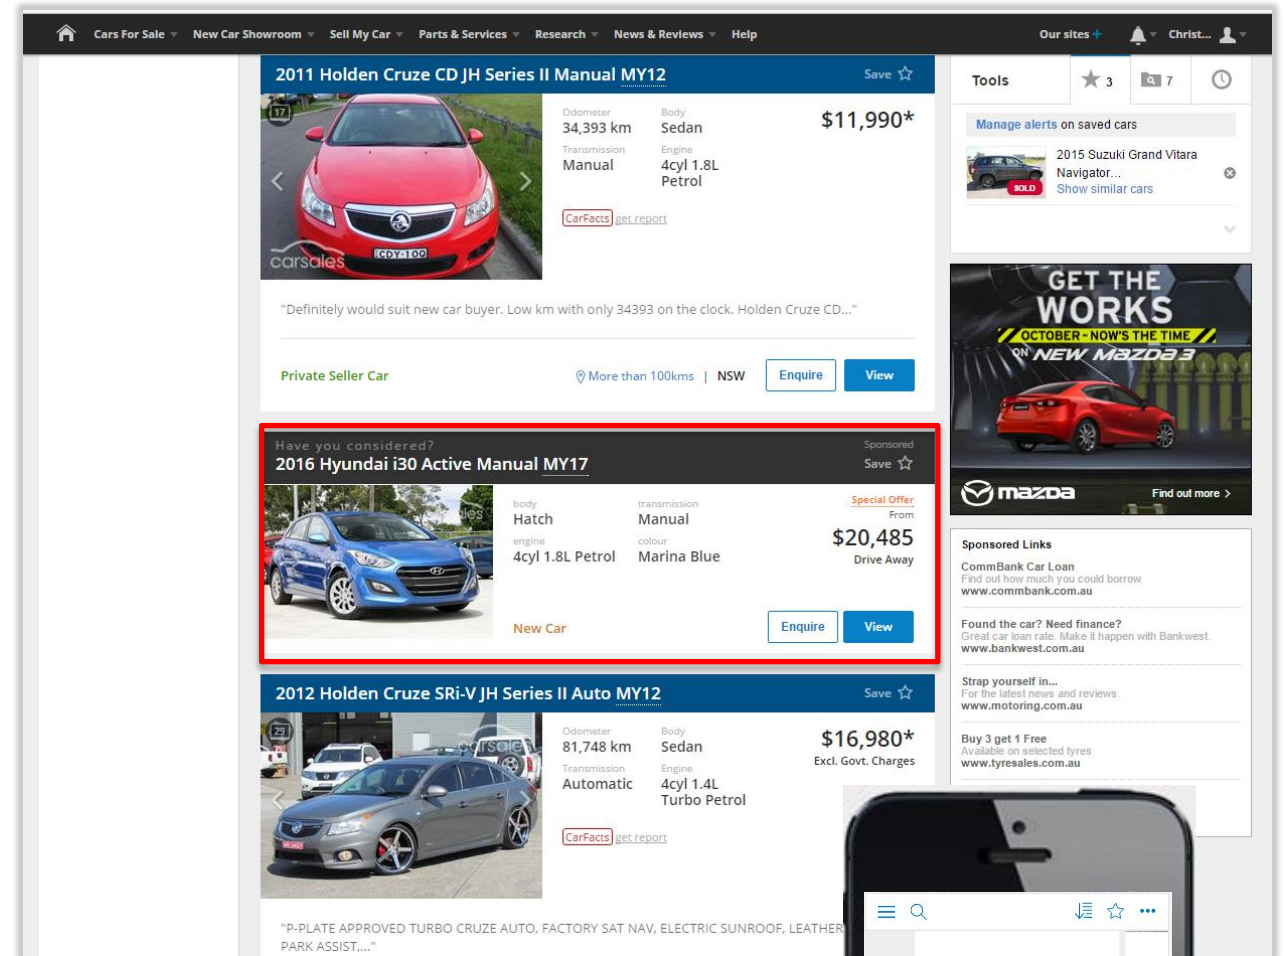 Cars For Sale
New Car Showroom
Sell My Car
Parts & Services
Research
News & Reviews
Help
Our sites +
Christ...
2011 Holden Cruze CD JH Series II Manual MY12
Save
17
carsales
CDY-100
Odometer
34,393 km
Body
Sedan
Transmission
Manual
Engine
4cyl 1.8L
Petrol
$11,990*
CarFacts get report
"Definitely would suit new car buyer. Low km with only 34393 on the clock. Holden Cruze CD..."
Private Seller Car
More than 100kms | NSW
Enquire
View
Have you considered?
2016 Hyundai i30 Active Manual MY17
Sponsored
Save
body
Hatch
transmission
Manual
engine
4cyl 1.8L Petrol
colour
Marina Blue
Special Offer
From
$20,485
Drive Away
New Car
Enquire
View
2012 Holden Cruze SRi-V JH Series II Auto MY12
Save
29
carsales
Odometer
81,748 km
Body
Sedan
Transmission
Automatic
Engine
4cyl 1.4L
Turbo Petrol
$16,980*
Excl. Govt. Charges
CarFacts get report
"P-PLATE APPROVED TURBO CRUZE AUTO, FACTORY SAT NAV, ELECTRIC SUNROOF, LEATHER
PARK ASSIST,..."
Tools
3
7
Manage alerts on saved cars
2015 Suzuki Grand Vitara
Navigator...
Show similar cars
SOLD
GET THE
WORKS
OCTOBER - NOW'S THE TIME
ON NEW MAZDA3
mazda
Find out more >
Sponsored Links
CommBank Car Loan
Find out how much you could borrow.
www.commbank.com.au
Found the car? Need finance?
Great car loan rate. Make it happen with Bankwest.
www.bankwest.com.au
Strap yourself in...
For the latest news and reviews.
www.motoring.com.au
Buy 3 get 1 Free
Available on selected tyres
www.tyresales.com.au